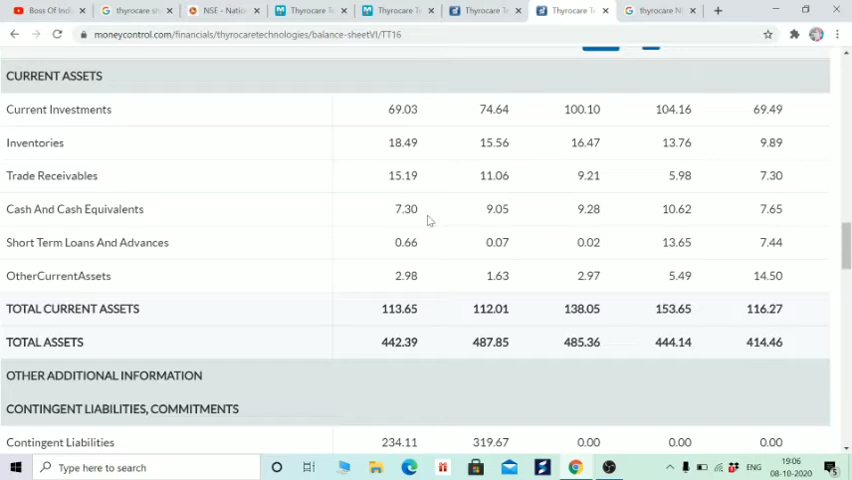 Boss Of Ind
thyrocare sh
NSE - Nation
Thyrocare Te
Thyrocare Te
Thyrocare Te
Thyrocare Te
thyrocare NS
moneycontrol.com/financials/thyrocaretechnologies/balance-sheetVI/TT16
CURRENT ASSETS
Current Investments 69.03 74.64 100.10 104.16 69.49
Inventories 18.49 15.56 16.47 13.76 9.89
Trade Receivables 15.19 11.06 9.21 5.98 7.30
Cash And Cash Equivalents 7.30 9.05 9.28 10.62 7.65
Short Term Loans And Advances 0.66 0.07 0.02 13.65 7.44
OtherCurrentAssets 2.98 1.63 2.97 5.49 14.50
TOTAL CURRENT ASSETS 113.65 112.01 138.05 153.65 116.27
TOTAL ASSETS 442.39 487.85 485.36 444.14 414.46
OTHER ADDITIONAL INFORMATION
CONTINGENT LIABILITIES, COMMITMENTS
Contingent Liabilities 234.11 319.67 0.00 0.00 0.00
Type here to search
ENG
19:06
08-10-2020